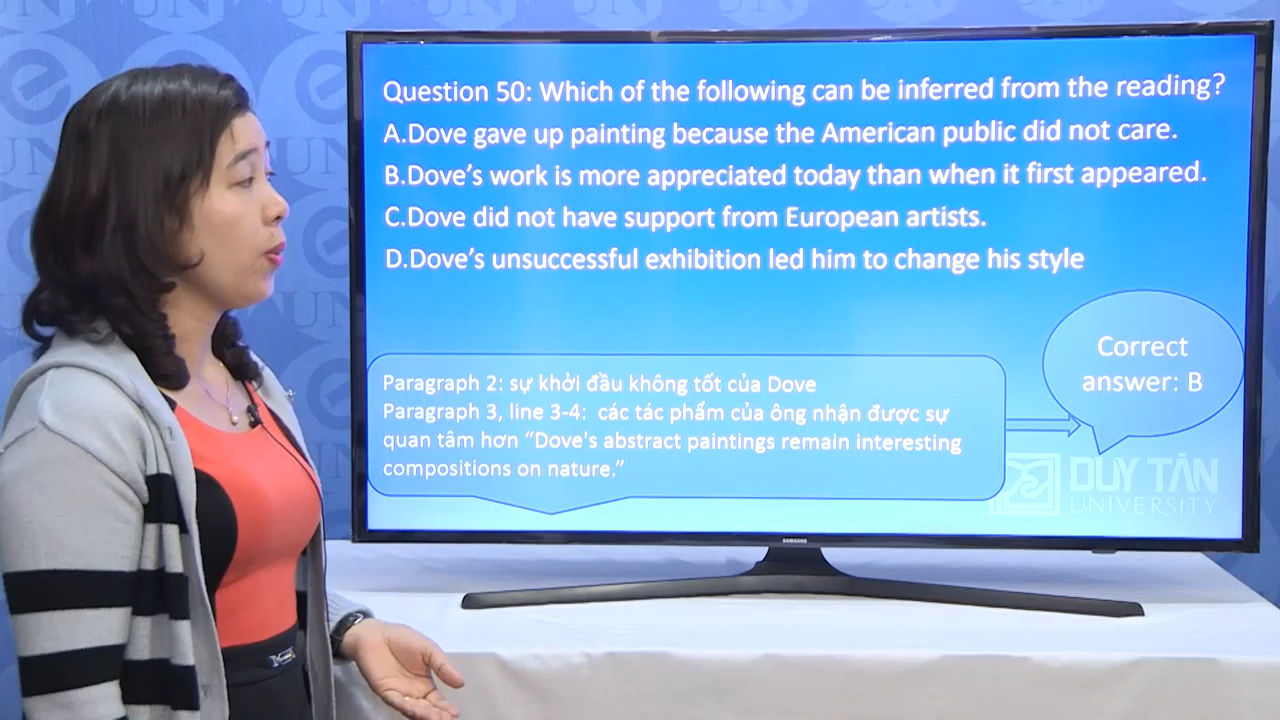 Question 50: Which of the following can be inferred from the reading?
A.Dove gave up painting because the American public did not care.
B.Dove's work is more appreciated today than when it first appeared.
C.Dove did not have support from European artists.
D.Dove's unsuccessful exhibition led him to change his style
Correct
answer: B
Paragraph 2: sự khởi đầu không tốt của Dove
Paragraph 3, line 3-4: các tác phẩm của ông nhận được sự
quan tâm hơn “Dove's abstract paintings remain interesting
compositions on nature.”
DUY TÂN
UNIVERSITY
SAMSUNG